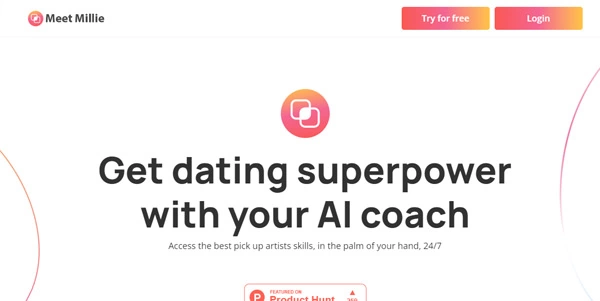 Meet Millie
Try for free
Login
Get dating superpower
with your AI coach
Access the best pick up artists skills, in the palm of your hand, 24/7
FEATURED ON
P Product Hunt